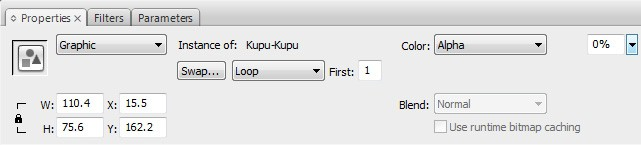 Properties × Filters Parameters
Graphic Instance of: Kupu-Kupu Color: Alpha 0%
Swap... Loop First: 1
W: 110.4 X: 15.5 Blend: Normal
H: 75.6 Y: 162.2 Use runtime bitmap caching